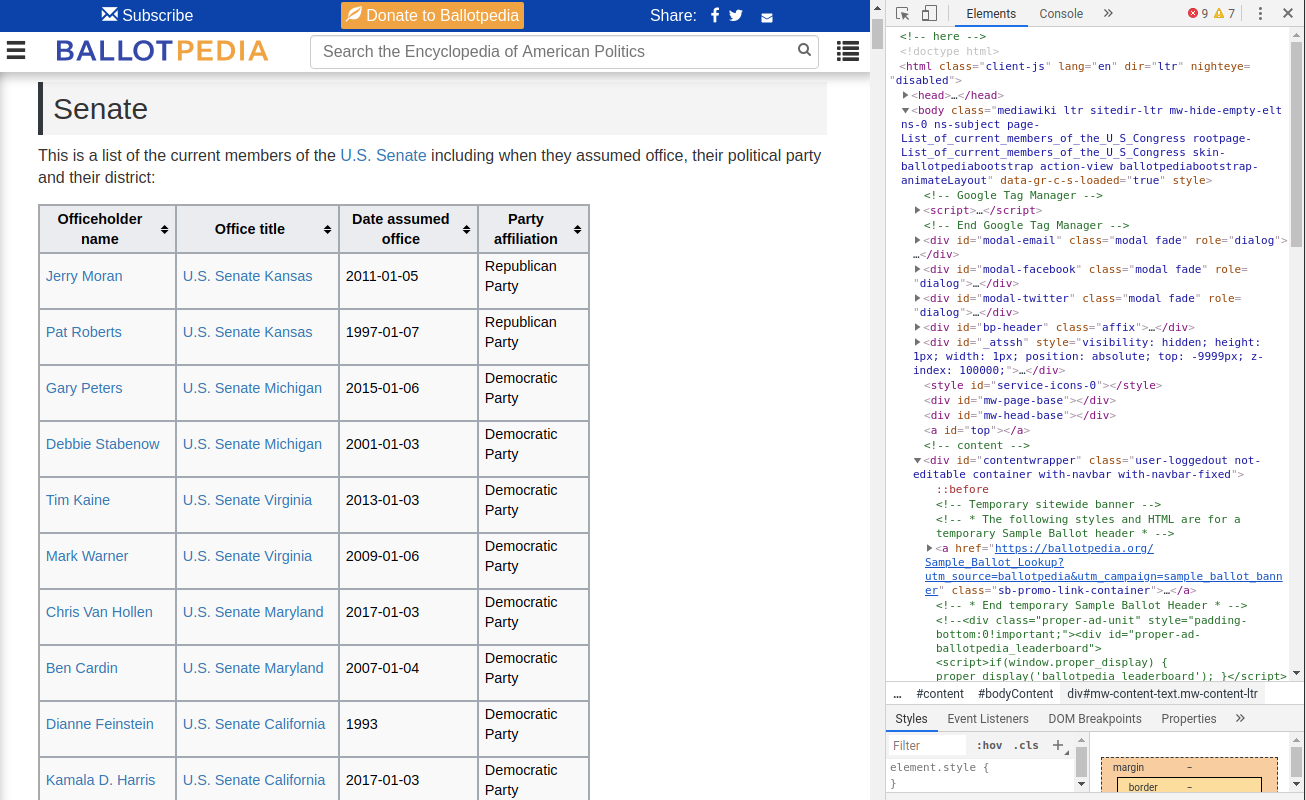 Subscribe
Donate to Ballotpedia
Share:
BALLOTPEDIA
Search the Encyclopedia of American Politics
Senate
This is a list of the current members of the U.S. Senate including when they assumed office, their political party
and their district:
Officeholder name Office title Date assumed office Party affiliation
Jerry Moran U.S. Senate Kansas 2011-01-05 Republican Party
Pat Roberts U.S. Senate Kansas 1997-01-07 Republican Party
Gary Peters U.S. Senate Michigan 2015-01-06 Democratic Party
Debbie Stabenow U.S. Senate Michigan 2001-01-03 Democratic Party
Tim Kaine U.S. Senate Virginia 2013-01-03 Democratic Party
Mark Warner U.S. Senate Virginia 2009-01-06 Democratic Party
Chris Van Hollen U.S. Senate Maryland 2017-01-03 Democratic Party
Ben Cardin U.S. Senate Maryland 2007-01-04 Democratic Party
Dianne Feinstein U.S. Senate California 1993 Democratic Party
Kamala D. Harris U.S. Senate California 2017-01-03 Democratic Party
Elements Console » 9 7
<!-- here -->
<!doctype html>
<html class="client-js" lang="en" dir="ltr" nighteye=
"disabled">
<head>…</head>
<body class="mediawiki ltr sitedir-ltr mw-hide-empty-elt
ns-0 ns-subject page-
List_of_current_members_of_the_U_S_Congress rootpage-
List_of_current_members_of_the_U_S_Congress skin-
ballotpediabootstrap action-view ballotpediabootstrap-
animateLayout" data-gr-c-s-loaded="true" style>
<!-- Google Tag Manager -->
<script>…</script>
<!-- End Google Tag Manager -->
<div id="modal-email" class="modal fade" role="dialog">
…</div>
<div id="modal-facebook" class="modal fade" role=
"dialog">…</div>
<div id="modal-twitter" class="modal fade" role=
"dialog">…</div>
<div id="bp-header" class="affix">…</div>
<div id="_atssh" style="visibility: hidden; height:
1px; width: 1px; position: absolute; top: -9999px; z-
index: 100000;">…</div>
<style id="service-icons-0"></style>
<div id="mw-page-base"></div>
<div id="mw-head-base"></div>
<a id="top"></a>
<!-- content -->
<div id="contentwrapper" class="user-loggedout not-
editable container with-navbar with-navbar-fixed">
::before
<!-- Temporary sitewide banner -->
<!-- * The following styles and HTML are for a
temporary Sample Ballot header * -->
<a href="https://ballotpedia.org/
Sample_Ballot_Lookup?
utm_source=ballotpedia&utm_campaign=sample_ballot_bann
er" class="sb-promo-link-container">…</a>
<!-- * End temporary Sample Ballot Header * -->
<!--<div class="proper-ad-unit" style="padding-
bottom:0!important;"><div id="proper-ad-
ballotpedia_leaderboard">
<script>if(window.proper_display) {
proper_display('ballotpedia_leaderboard'); }</script>
… #content #bodyContent div#mw-content-text.mw-content-ltr
Styles Event Listeners DOM Breakpoints Properties »
Filter :hov .cls +
element.style {
}
margin –
border –